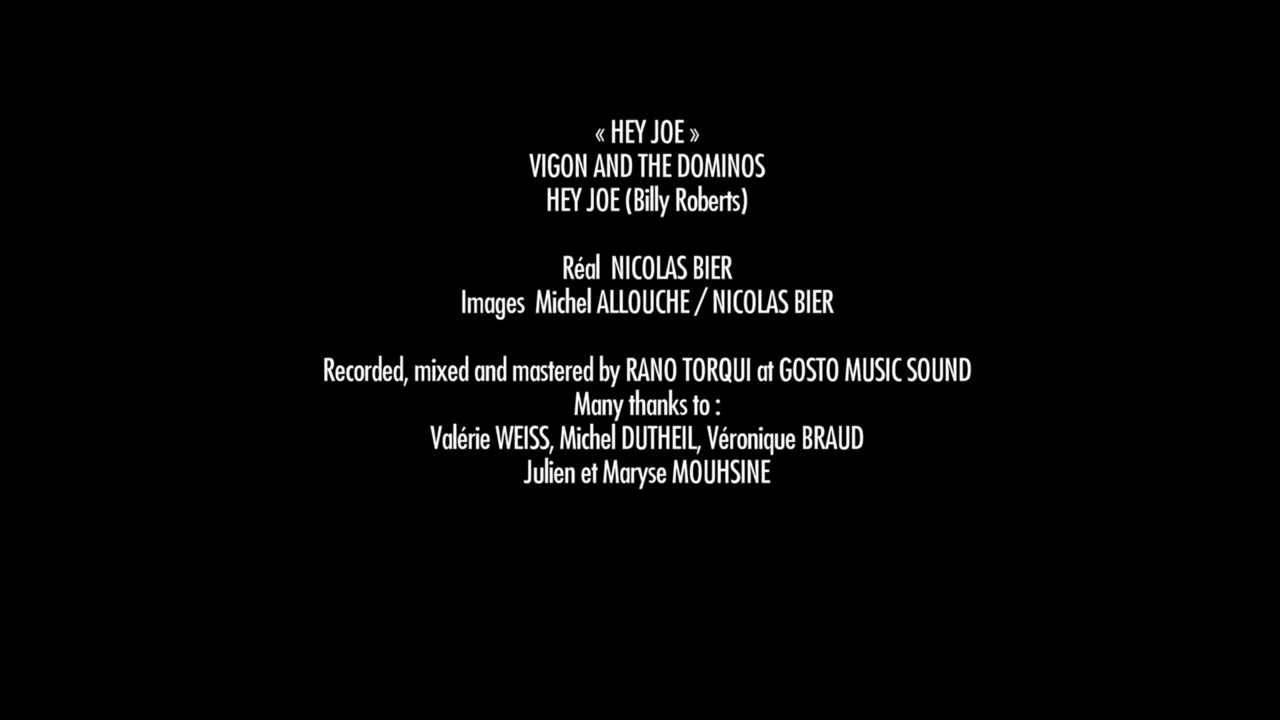 « HEY JOE »
VIGON AND THE DOMINOS
HEY JOE (Billy Roberts)
Réal NICOLAS BIER
Images Michel ALLOUCHE / NICOLAS BIER
Recorded, mixed and mastered by RANO TORQUI at GOSTO MUSIC SOUND
Many thanks to :
Valérie WEISS, Michel DUTHEIL, Véronique BRAUD
Julien et Maryse MOUHSINE